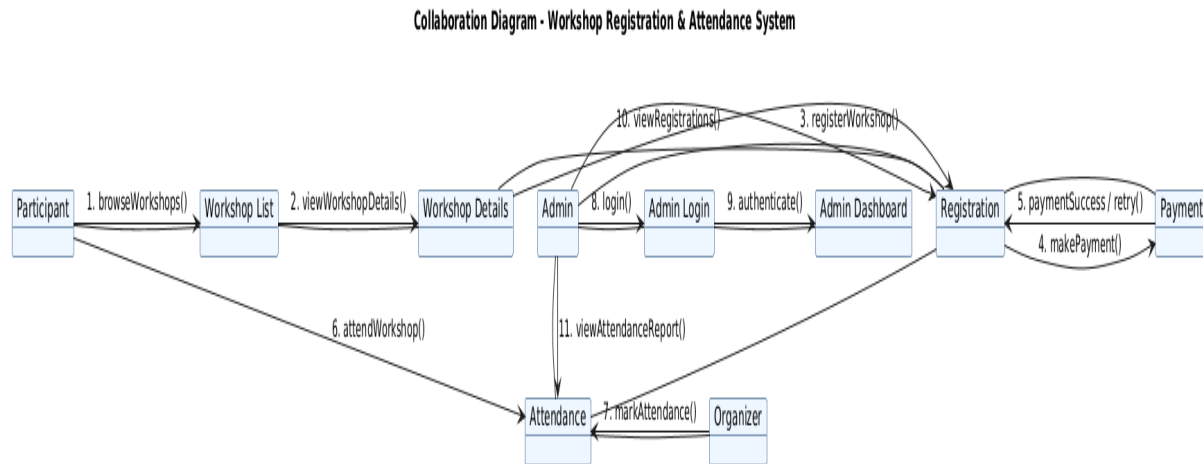 Collaboration Diagram - Workshop Registration & Attendance System
10. viewRegistrations()
3. registerWorkshop()
Participant
1. browseWorkshops()
Workshop List
2. viewWorkshopDetails()
Workshop Details
Admin
8. login()
Admin Login
9. authenticate()
Admin Dashboard
Registration
5. paymentSuccess / retry()
4. makePayment()
Payment
6. attendWorkshop()
11. viewAttendanceReport()
Attendance
7. markAttendance()
Organizer